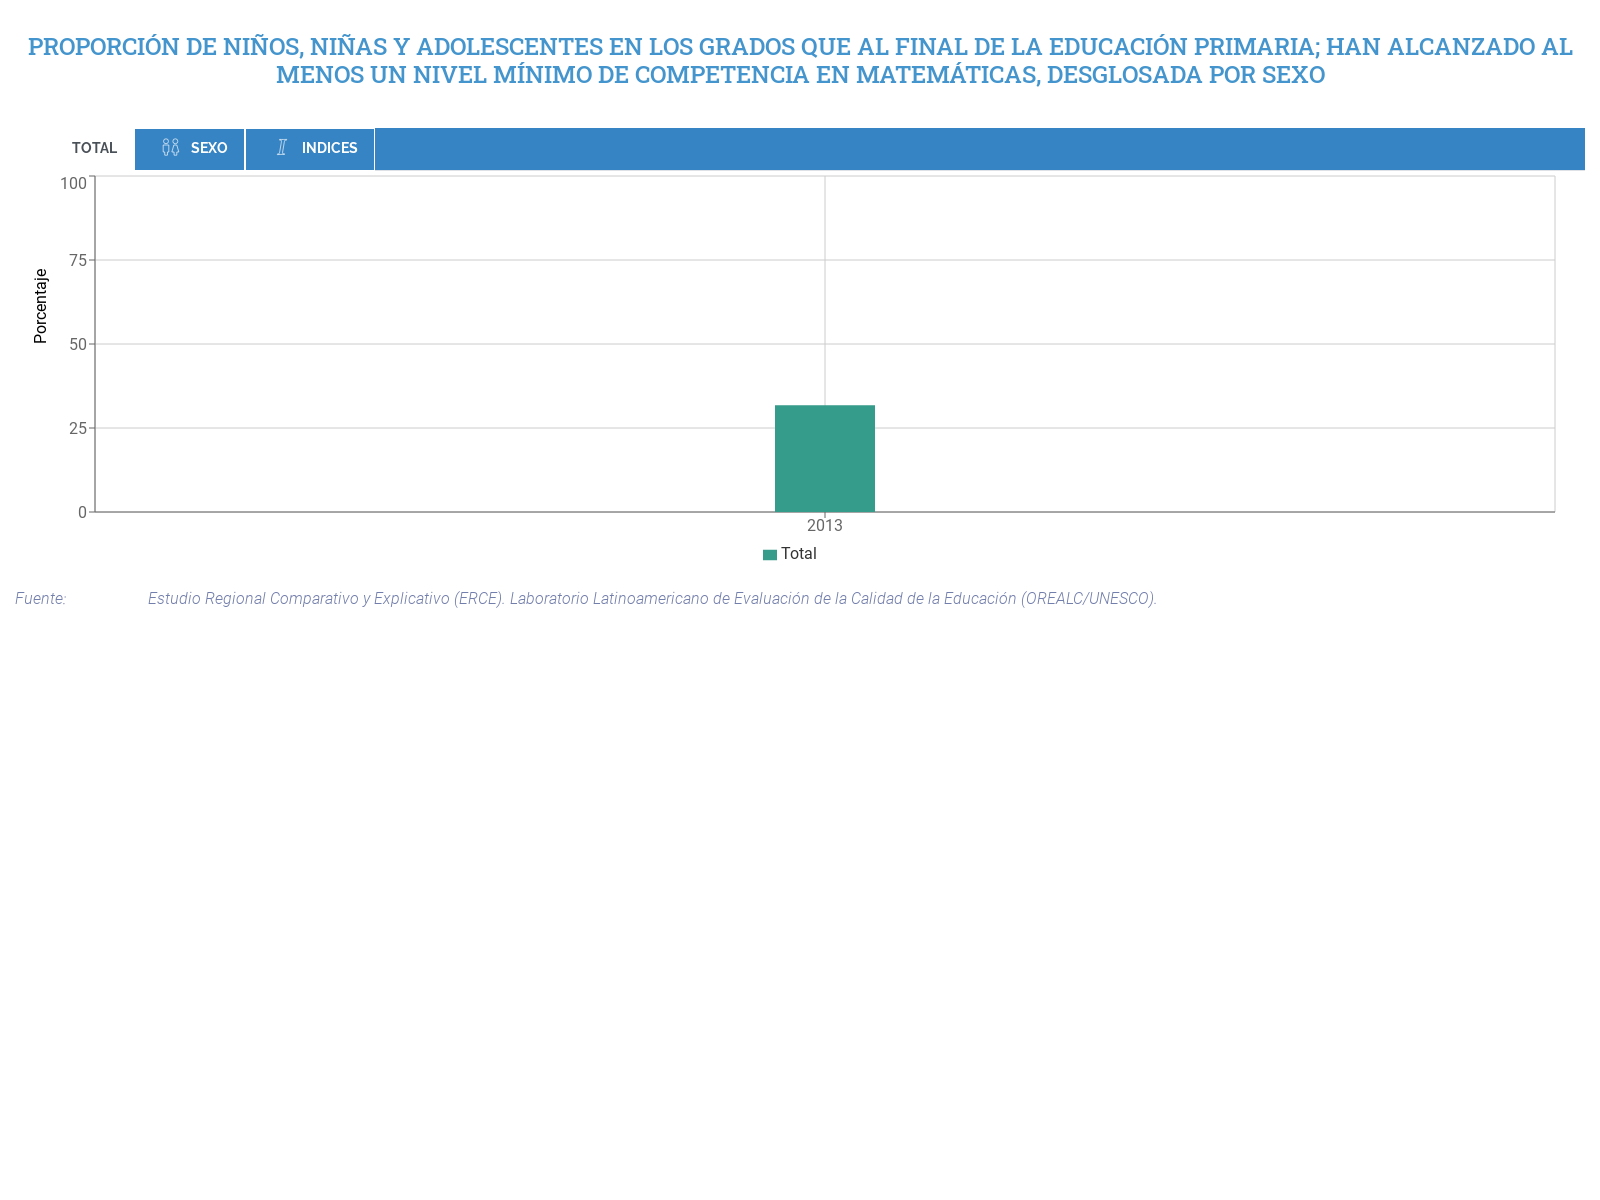 PROPORCIÓN DE NIÑOS, NIÑAS Y ADOLESCENTES EN LOS GRADOS QUE AL FINAL DE LA EDUCACIÓN PRIMARIA; HAN ALCANZADO AL
MENOS UN NIVEL MÍNIMO DE COMPETENCIA EN MATEMÁTICAS, DESGLOSADA POR SEXO
TOTAL SEXO INDICES
100
75
50
25
0
Porcentaje
2013
Total
Fuente: Estudio Regional Comparativo y Explicativo (ERCE). Laboratorio Latinoamericano de Evaluación de la Calidad de la Educación (OREALC/UNESCO).